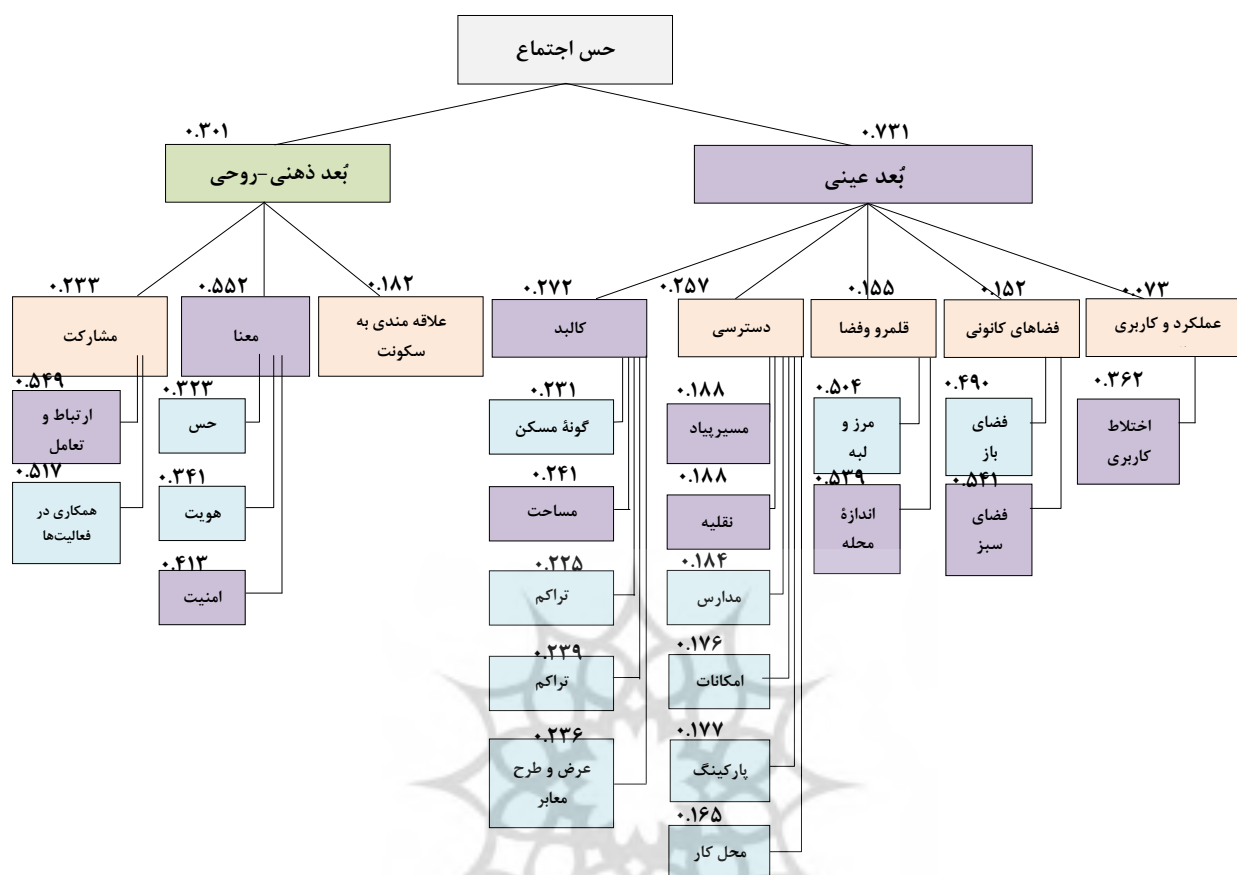 حس اجتماع
۰.۳۰۱
۰.۷۳۱
بُعد ذهنی-روحی
بُعد عینی
۰.۲۳۳
۰.۵۵۲
۰.۱۸۲
۰.۲۷۲
۰.۲۵۷
۰.۱۵۵
۰.۱۵۲
۰.۰۷۳
مشارکت
معنا
علاقه مندی به
سکونت
کالبد
دسترسی
قلمرو وفضا
فضاهای کانونی
عملکرد و کاربری
۰.۵۴۹
ارتباط و
تعامل
۰.۵۱۷
همکاری در
فعالیت‌ها
۰.۳۲۳
حس
۰.۳۴۱
هویت
۰.۴۱۳
امنیت
۰.۲۳۱
گونهٔ مسکن
۰.۲۴۱
مساحت
۰.۲۲۵
تراکم
۰.۲۳۹
تراکم
۰.۲۳۶
عرض و طرح
معابر
۰.۱۸۸
مسیرپیاد
۰.۱۸۸
نقلیه
۰.۱۸۴
مدارس
۰.۱۷۶
امکانات
۰.۱۷۷
پارکینگ
۰.۱۶۵
محل کار
۰.۵۰۴
مرز و
لبه
۰.۵۳۹
اندازهٔ
محله
۰.۴۹۰
فضای
باز
۰.۵۴۱
فضای
سبز
۰.۳۶۲
اختلاط
کاربری